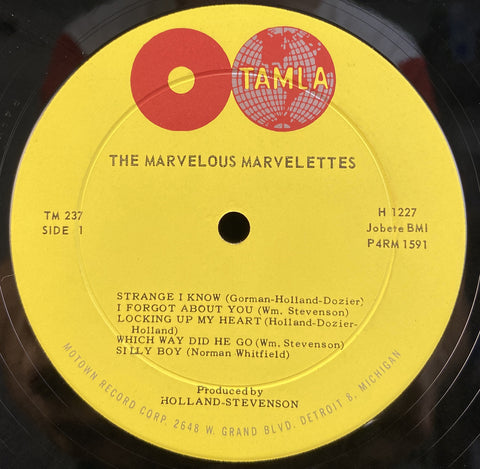 TAMLA
THE MARVELOUS MARVELETTES
TM 237
SIDE 1
H 1227
Jobete BMI
P4RM 1591
STRANGE I KNOW (Gorman-Holland-Dozier)
I FORGOT ABOUT YOU (Wm. Stevenson)
LOCKING UP MY HEART (Holland-Dozier-
Holland)
WHICH WAY DID HE GO (Wm. Stevenson)
SILLY BOY (Norman Whitfield)
Produced by
HOLLAND-STEVENSON
MOTOWN RECORD CORP. 2648 W. GRAND BLVD. DETROIT 8, MICHIGAN